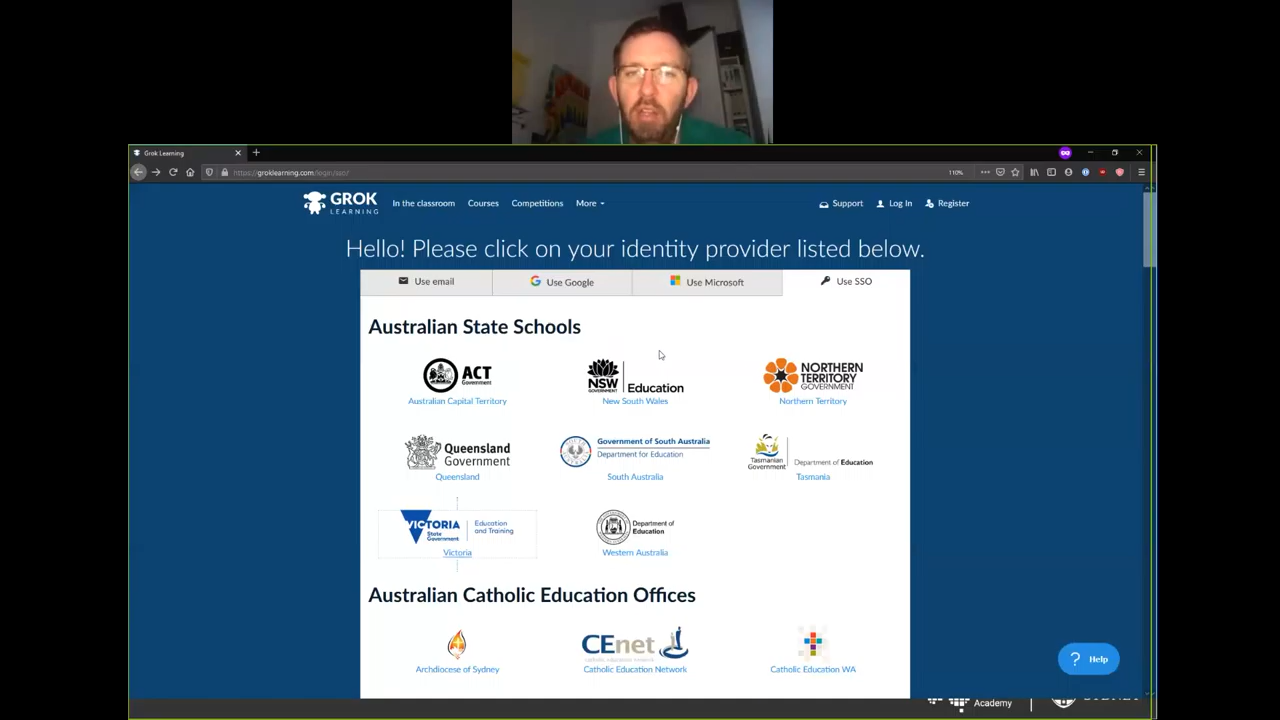 Grok Learning
https://groklearning.com/login/sso/
110%
GROK
LEARNING
In the classroom
Courses
Competitions
More
Support
Log In
Register
Hello! Please click on your identity provider listed below.
Use email
Use Google
Use Microsoft
Use SSO
Australian State Schools
ACT
Government
Australian Capital Territory
NSW
GOVERNMENT
Education
New South Wales
NORTHERN
TERRITORY
GOVERNMENT
Northern Territory
Queensland
Government
Queensland
Government of South Australia
Department for Education
South Australia
Tasmanian
Government
Department of Education
Tasmania
VICTORIA
State
Government
Education
and Training
Victoria
Department of
Education
Western Australia
Australian Catholic Education Offices
Archdiocese of Sydney
CEnet
catholic education network
Catholic Education Network
Catholic Education WA
? Help
Academy